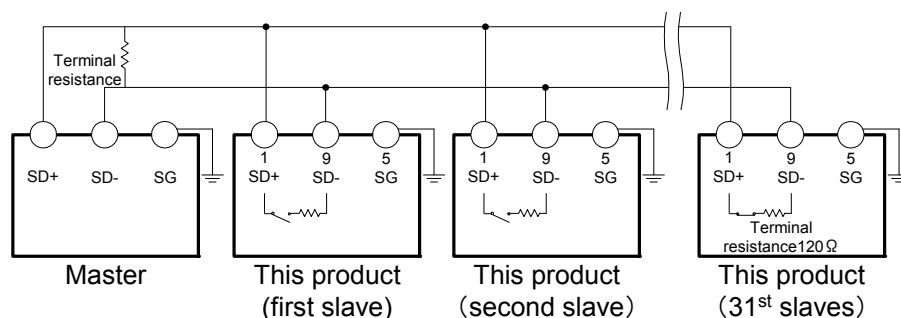 Terminal
resistance
SD+ SD- SG
1 9 5
SD+ SD- SG
1 9 5
SD+ SD- SG
1 9 5
SD+ SD- SG
Terminal
resistance120Ω
Master
This product
(first slave)
This product
（second slave）
This product
（31st slaves）